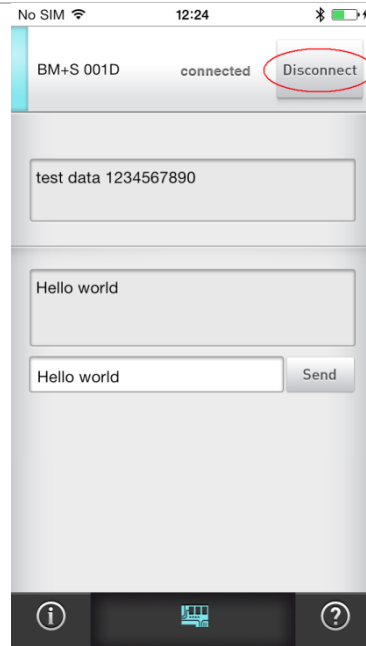 No SIM 12:24
BM+S 001D connected Disconnect
test data 1234567890
Hello world
Hello world Send